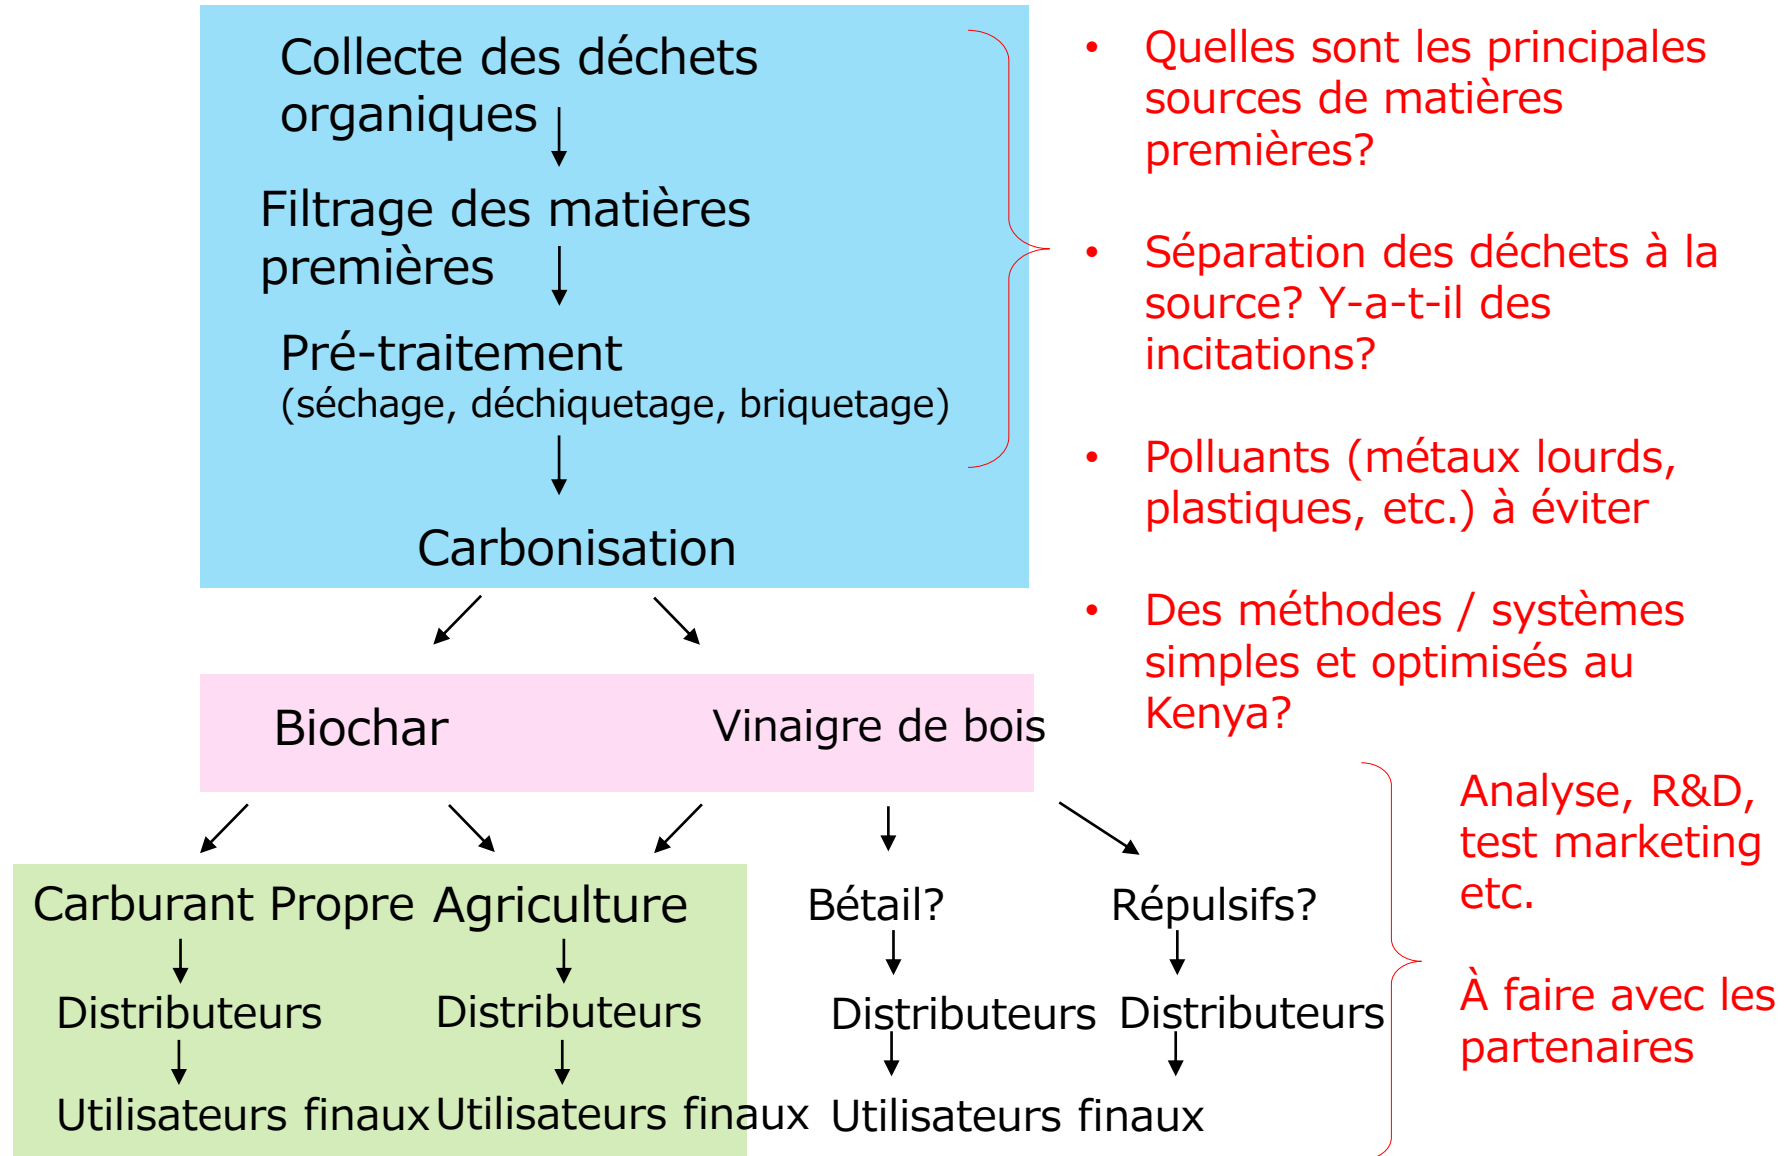 Collecte des déchets
organiques
Filtrage des matières
premières
Pré-traitement
(séchage, déchiquetage, briquetage)
Carbonisation
• Quelles sont les principales
sources de matières
premières?
• Séparation des déchets à la
source? Y-a-t-il des
incitations?
• Polluants (métaux lourds,
plastiques, etc.) à éviter
• Des méthodes / systèmes
simples et optimisés au
Kenya?
Biochar
Vinaigre de bois
Carburant Propre
Agriculture
Bétail?
Répulsifs?
Distributeurs
Distributeurs
Distributeurs
Distributeurs
Utilisateurs finaux
Utilisateurs finaux
Utilisateurs finaux
Analyse, R&D,
test marketing
etc.
À faire avec les
partenaires